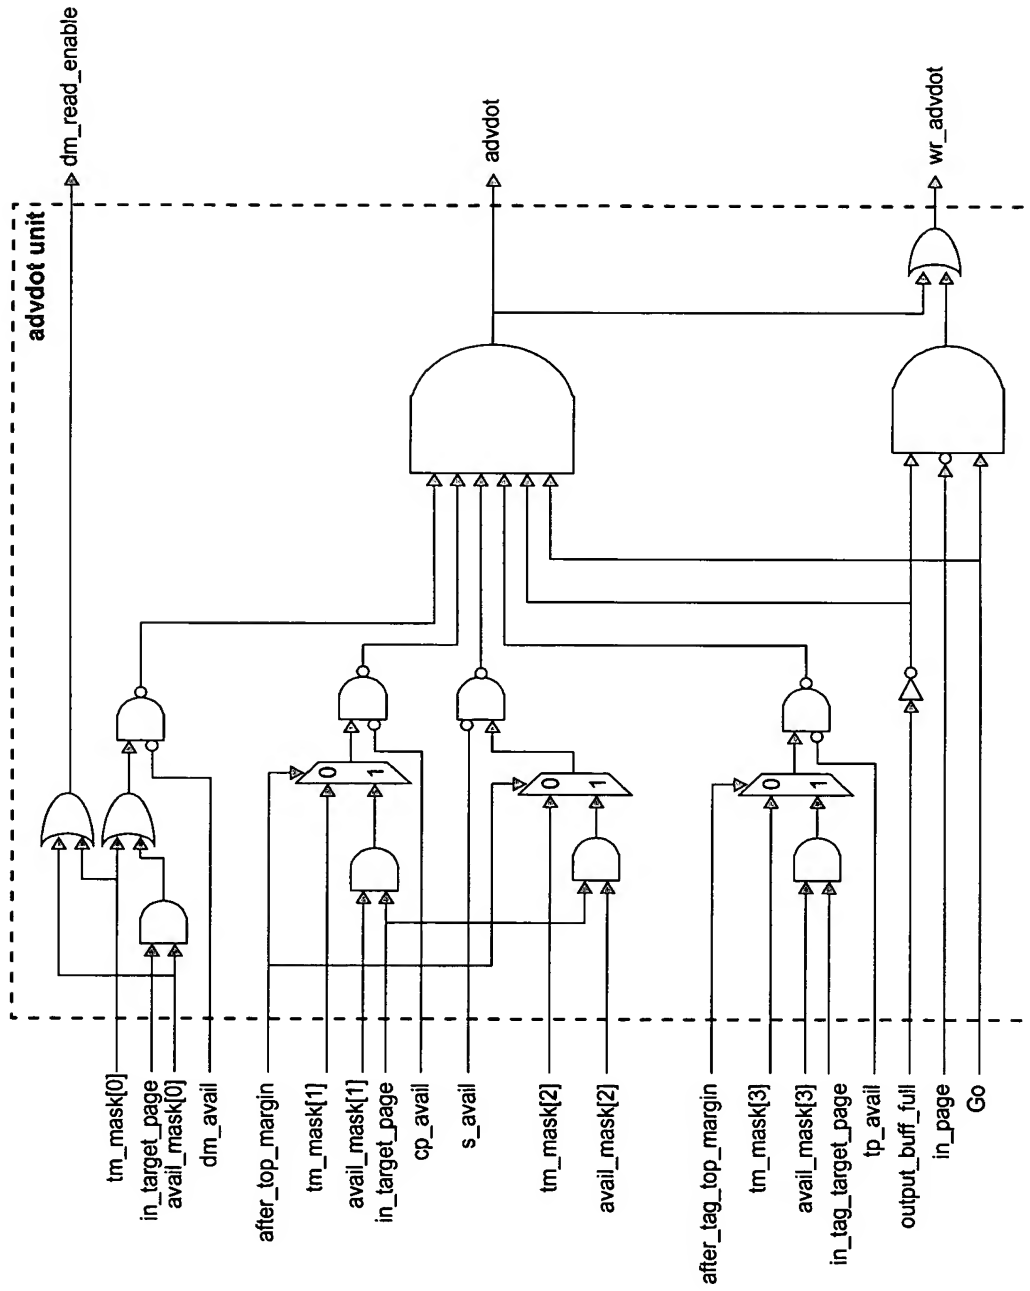 advdot unit
tm_mask[0]
in_target_page
avail_mask[0]
dm_avail
after_top_margin
tm_mask[1]
avail_mask[1]
in_target_page
cp_avail
s_avail
tm_mask[2]
avail_mask[2]
after_tag_top_margin
tm_mask[3]
avail_mask[3]
in_tag_target_page
tp_avail
output_buff_full
in_page
Go
0
1
0
1
0
1
dm_read_enable
advdot
wr_advdot